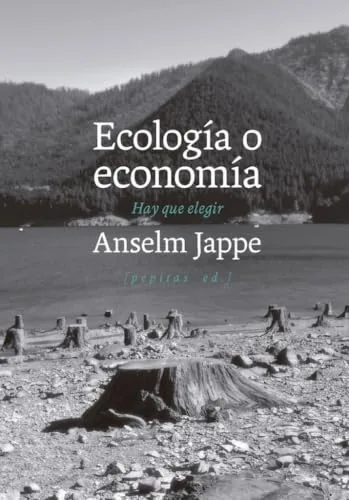 Ecología o
economía
Hay que elegir
Anselm Jappe
[pepitas ed.]